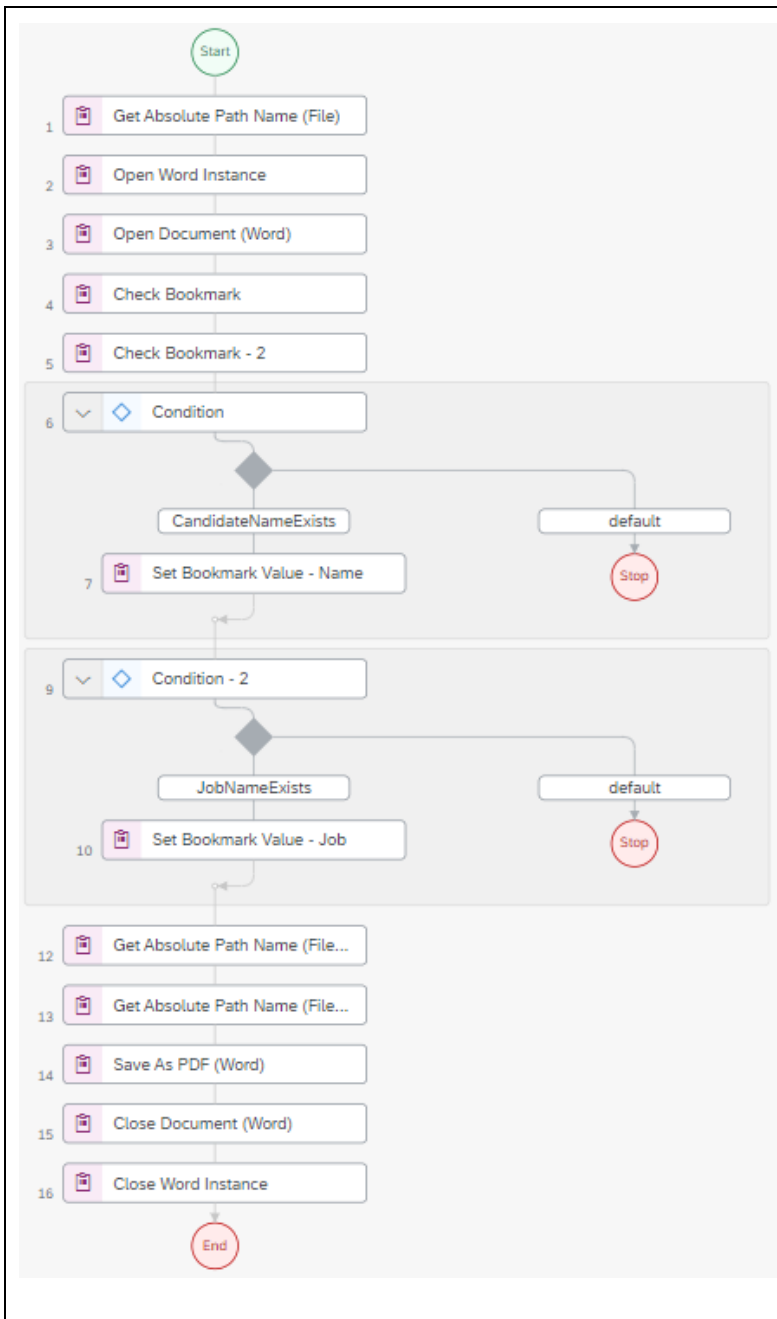 Start
1 Get Absolute Path Name (File)
2 Open Word Instance
3 Open Document (Word)
4 Check Bookmark
5 Check Bookmark - 2
6 Condition
CandidateNameExists default
7 Set Bookmark Value - Name Stop
9 Condition - 2
JobNameExists default
10 Set Bookmark Value - Job Stop
12 Get Absolute Path Name (File...
13 Get Absolute Path Name (File...
14 Save As PDF (Word)
15 Close Document (Word)
16 Close Word Instance
End